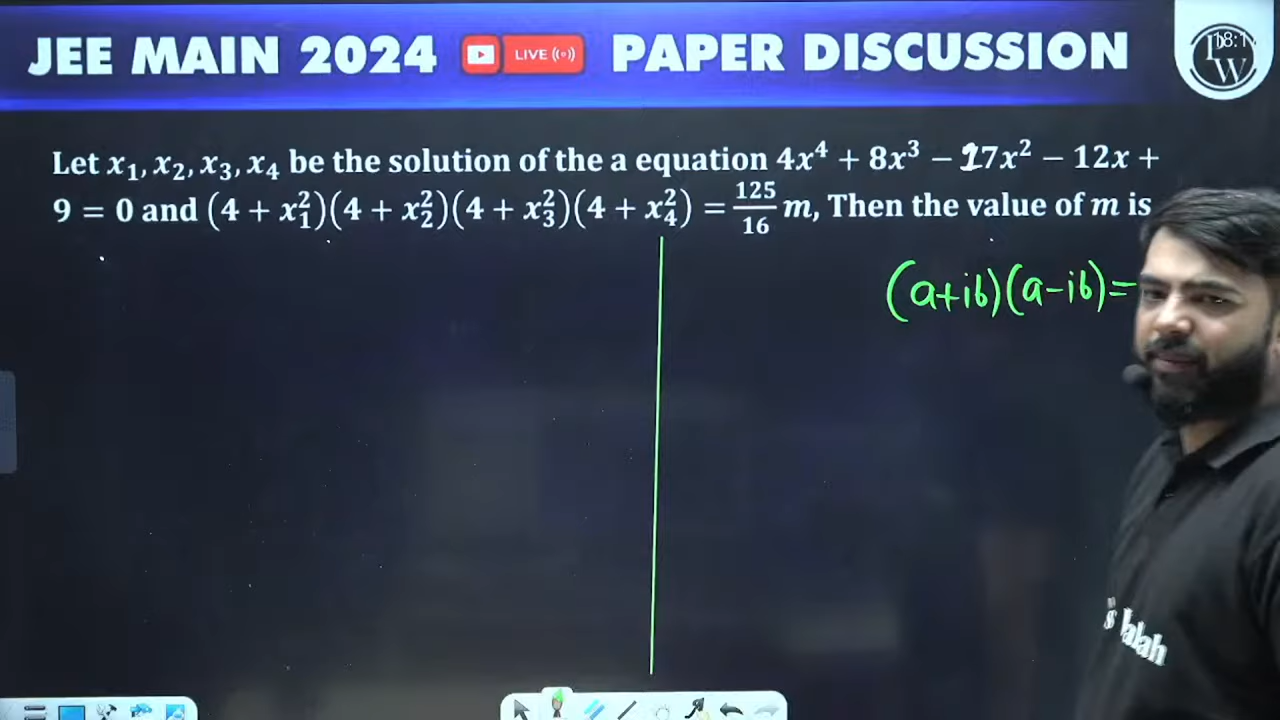 JEE MAIN 2024 LIVE PAPER DISCUSSION
18:1
W
Let x₁, x₂, x₃, x₄ be the solution of the a equation 4x⁴ + 8x³ − 17x² − 12x +
9 = 0 and (4 + x₁²)(4 + x₂²)(4 + x₃²)(4 + x₄²) = 125/16 m, Then the value of m is
(a+ib)(a-ib)=